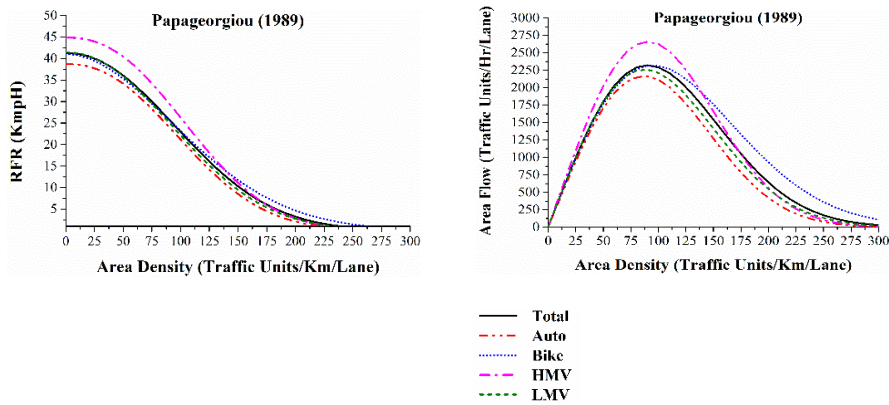 Papageorgiou (1989)
50
45
40
35
30
25
20
15
10
5
RFR (KmpH)
0 25 50 75 100 125 150 175 200 225 250 275 300
Area Density (Traffic Units/Km/Lane)
Papageorgiou (1989)
3000
2750
2500
2250
2000
1750
1500
1250
1000
750
500
250
0
Area Flow (Traffic Units/Hr/Lane)
0 25 50 75 100 125 150 175 200 225 250 275 300
Area Density (Traffic Units/Km/Lane)
Total
Auto
Bike
HMV
LMV